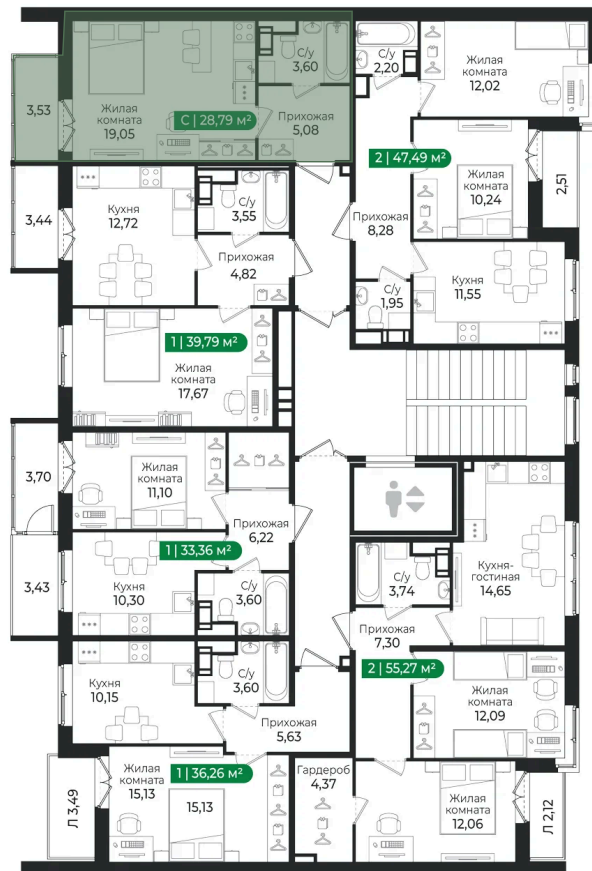 3,53
Жилая
комната
19,05
С | 28,79 м²
С/у
3,60
Прихожая
5,08
С/у
2,20
Жилая
комната
12,02
2 | 47,49 м²
Жилая
комната
10,24
2,51
3,44
Кухня
12,72
С/у
3,55
Прихожая
4,82
Прихожая
8,28
С/у
1,95
Кухня
11,55
1 | 39,79 м²
Жилая
комната
17,67
3,70
Жилая
комната
11,10
Прихожая
6,22
1 | 33,36 м²
3,43
Кухня
10,30
С/у
3,60
С/у
3,74
Кухня-
гостиная
14,65
Прихожая
7,30
2 | 55,27 м²
Кухня
10,15
С/у
3,60
Прихожая
5,63
Жилая
комната
12,09
Л 3,49
Жилая
комната
15,13
1 | 36,26 м²
15,13
Гардероб
4,37
Жилая
комната
12,06
Л 2,12